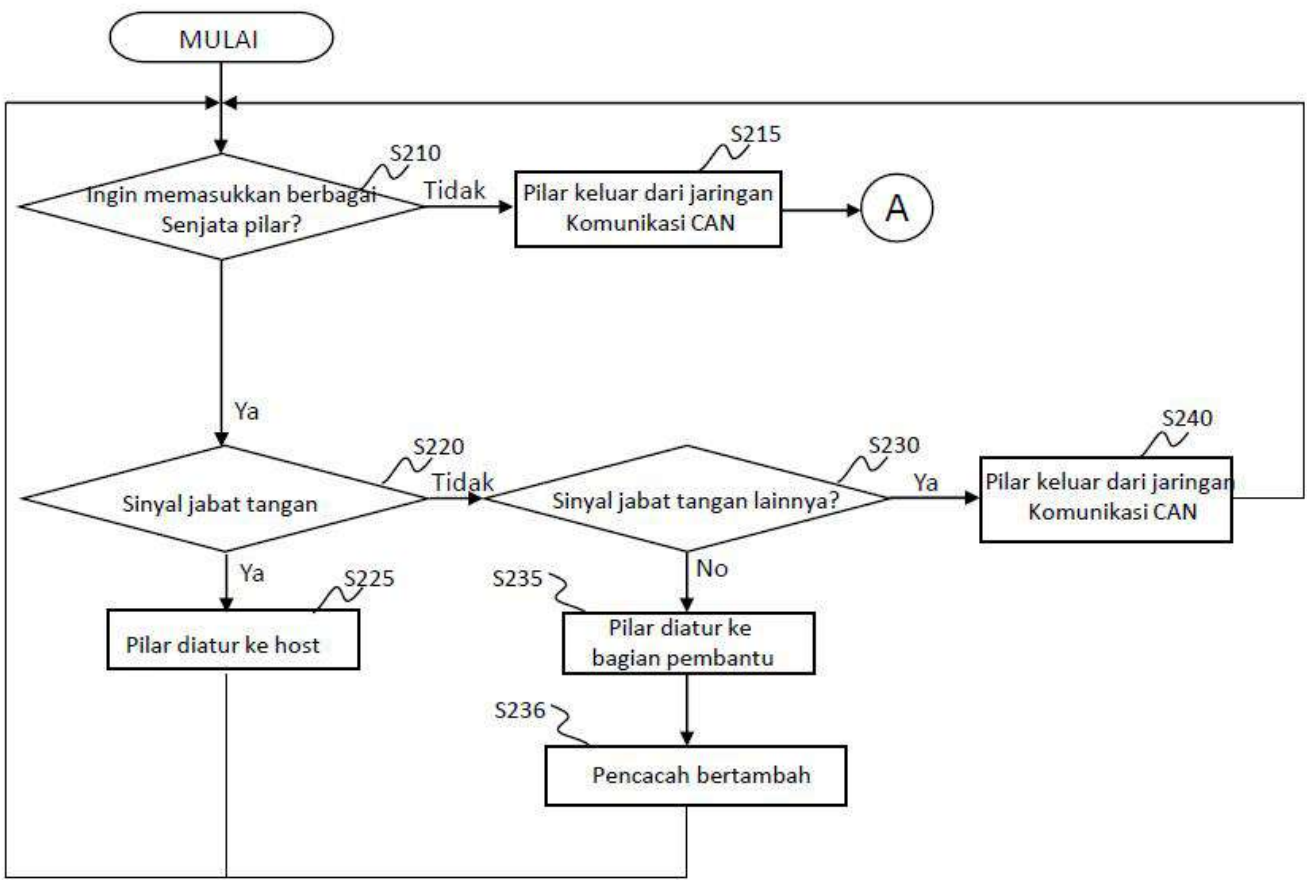 MULAI
S210
Ingin memasukkan berbagai
Senjata pilar?
Tidak
S215
Pilar keluar dari jaringan
Komunikasi CAN
A
Ya
S220
Sinyal jabat tangan
Tidak
S230
Sinyal jabat tangan lainnya?
Ya
S240
Pilar keluar dari jaringan
Komunikasi CAN
Ya
S225
Pilar diatur ke host
No
S235
Pilar diatur ke
bagian pembantu
S236
Pencacah bertambah